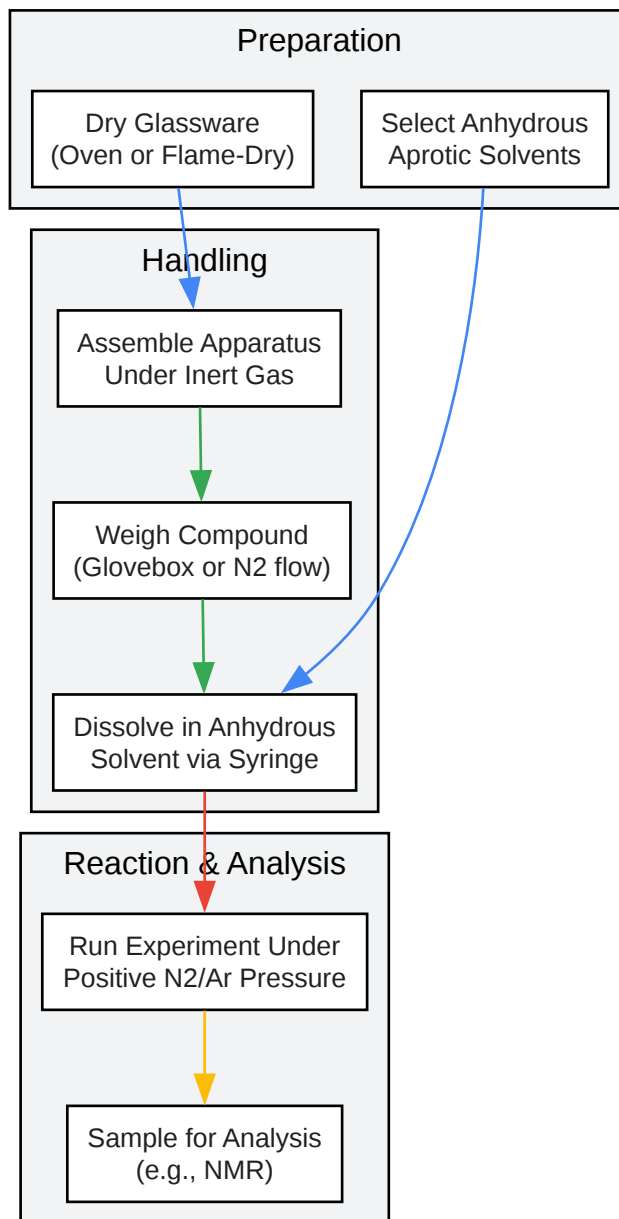 Preparation
Dry Glassware
(Oven or Flame-Dry)
Select Anhydrous
Aprotic Solvents
Handling
Assemble Apparatus
Under Inert Gas
Weigh Compound
(Glovebox or N2 flow)
Dissolve in Anhydrous
Solvent via Syringe
Reaction & Analysis
Run Experiment Under
Positive N2/Ar Pressure
Sample for Analysis
(e.g., NMR)